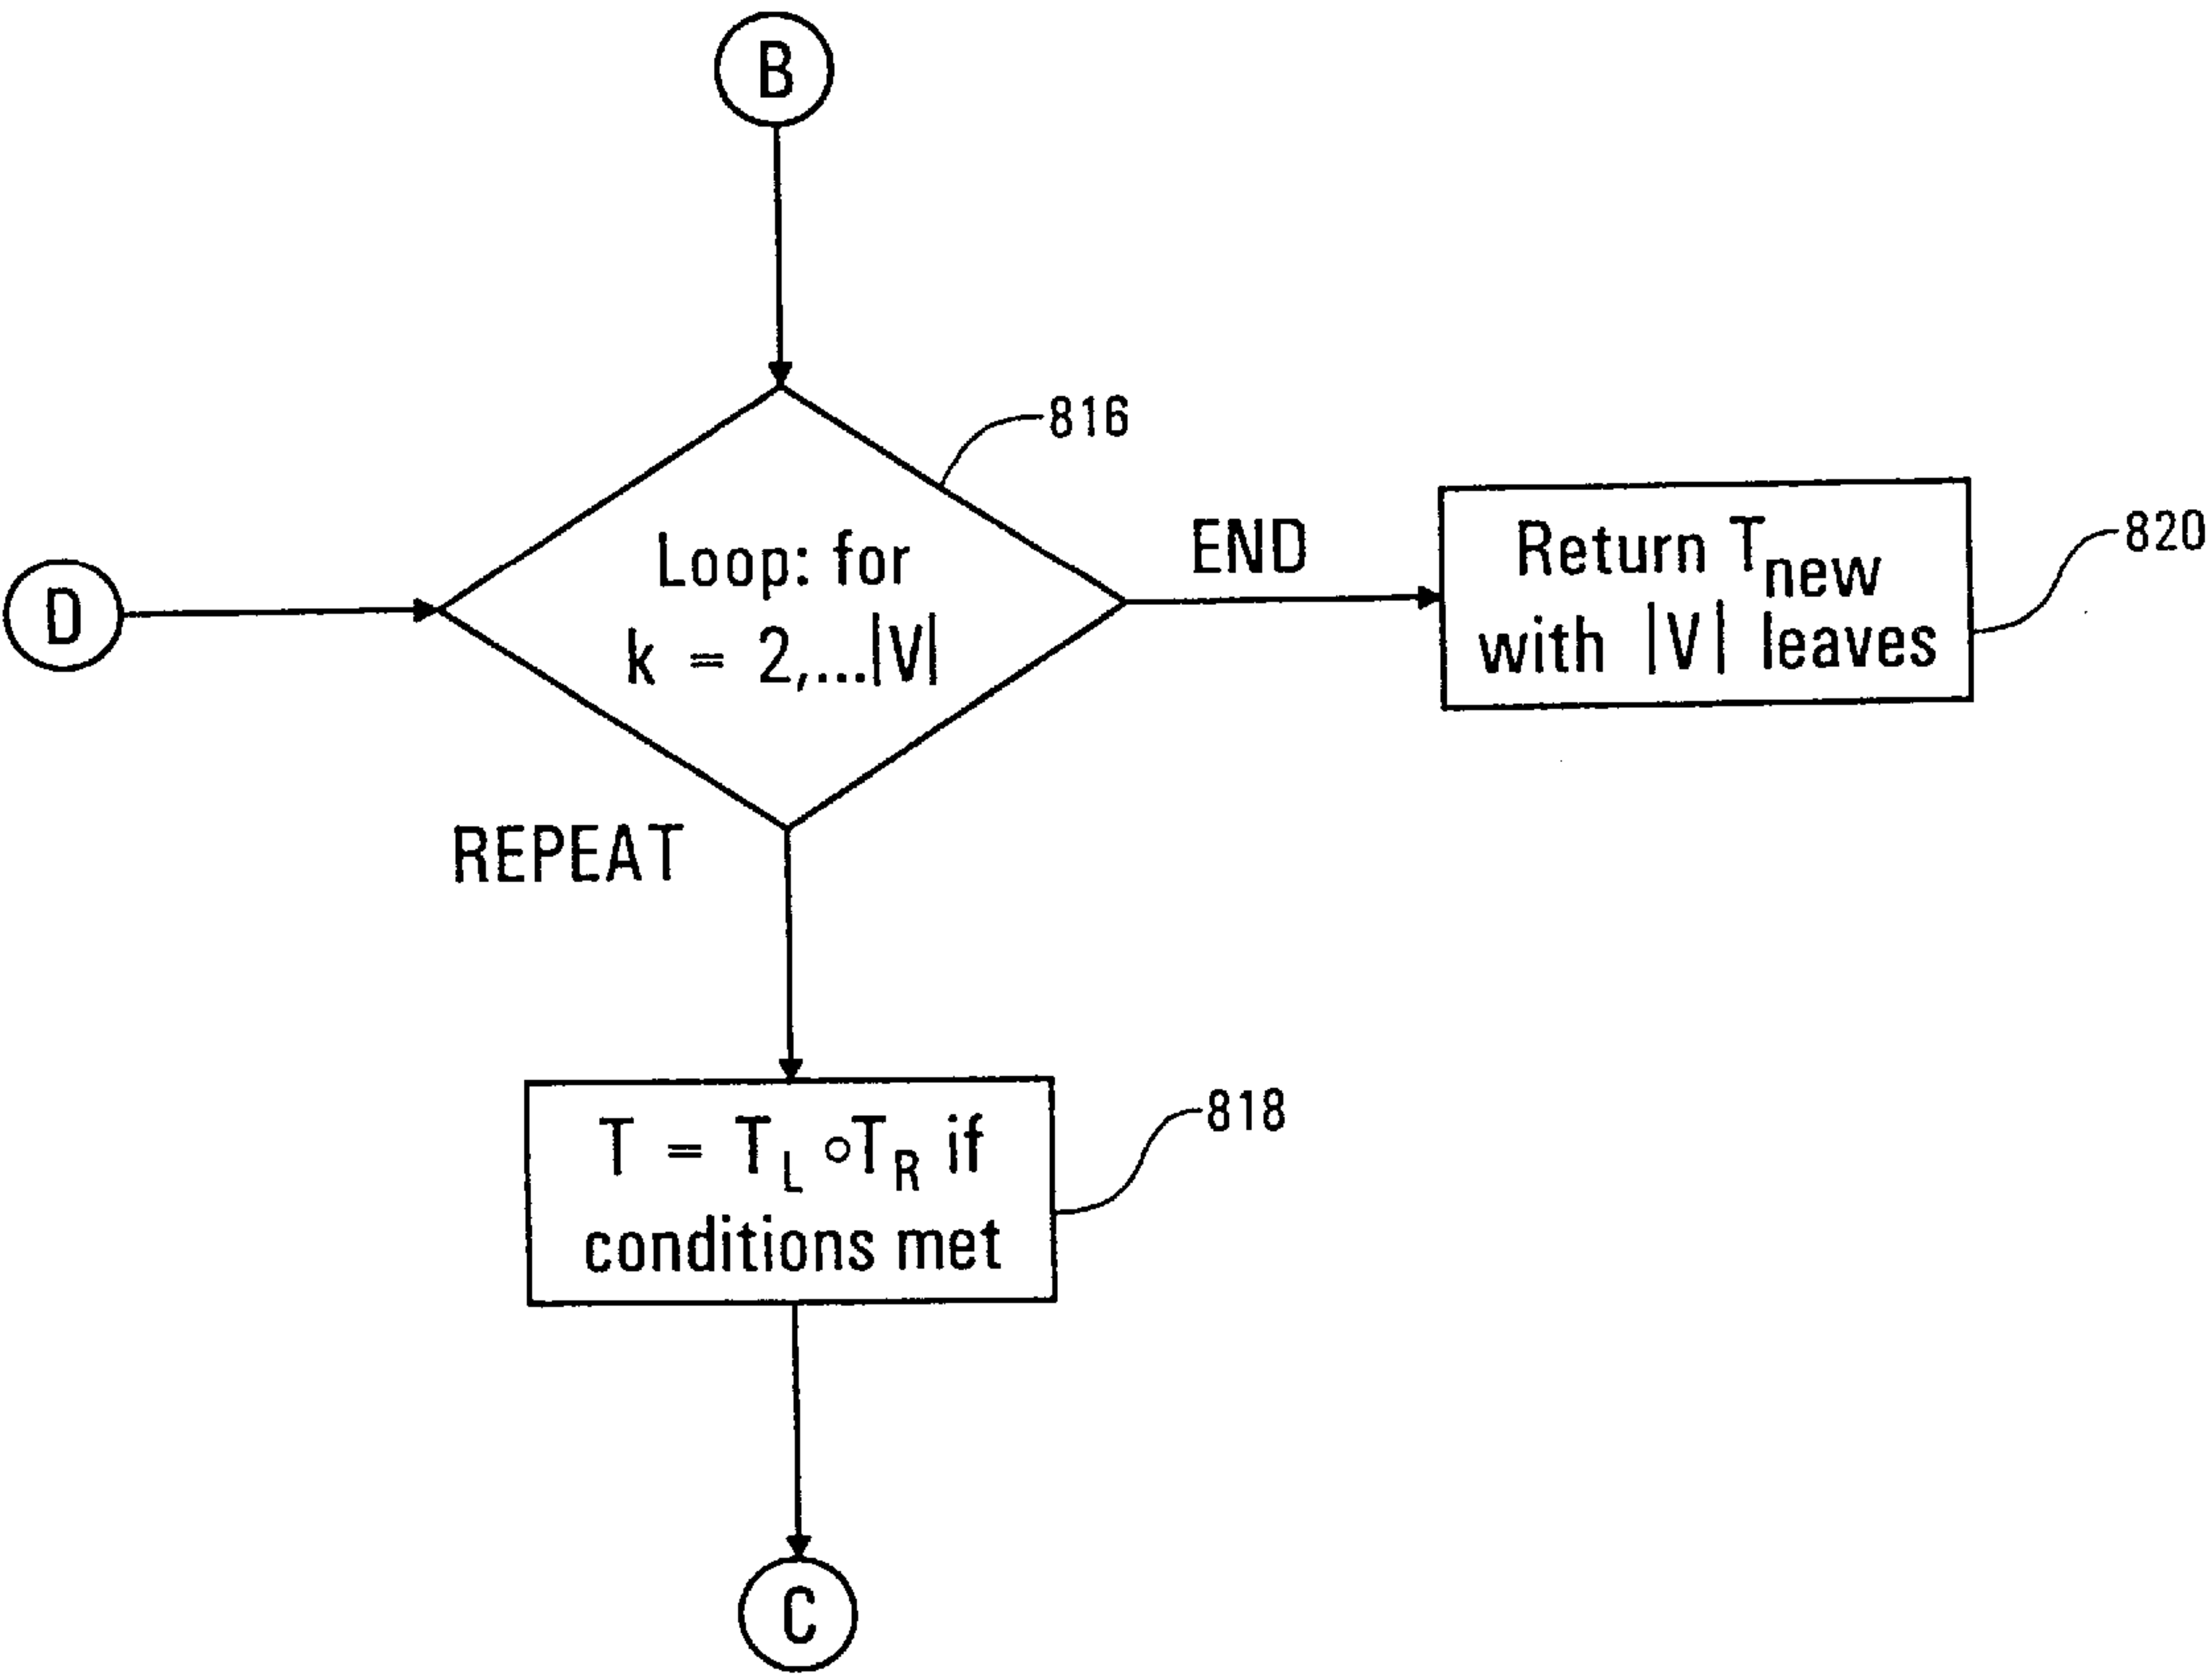 B
816
Loop: for
k = 2,...|V|
D
END
Return T_new
with |V| leaves
820
REPEAT
T = T_L ∘T_R if
conditions met
818
C